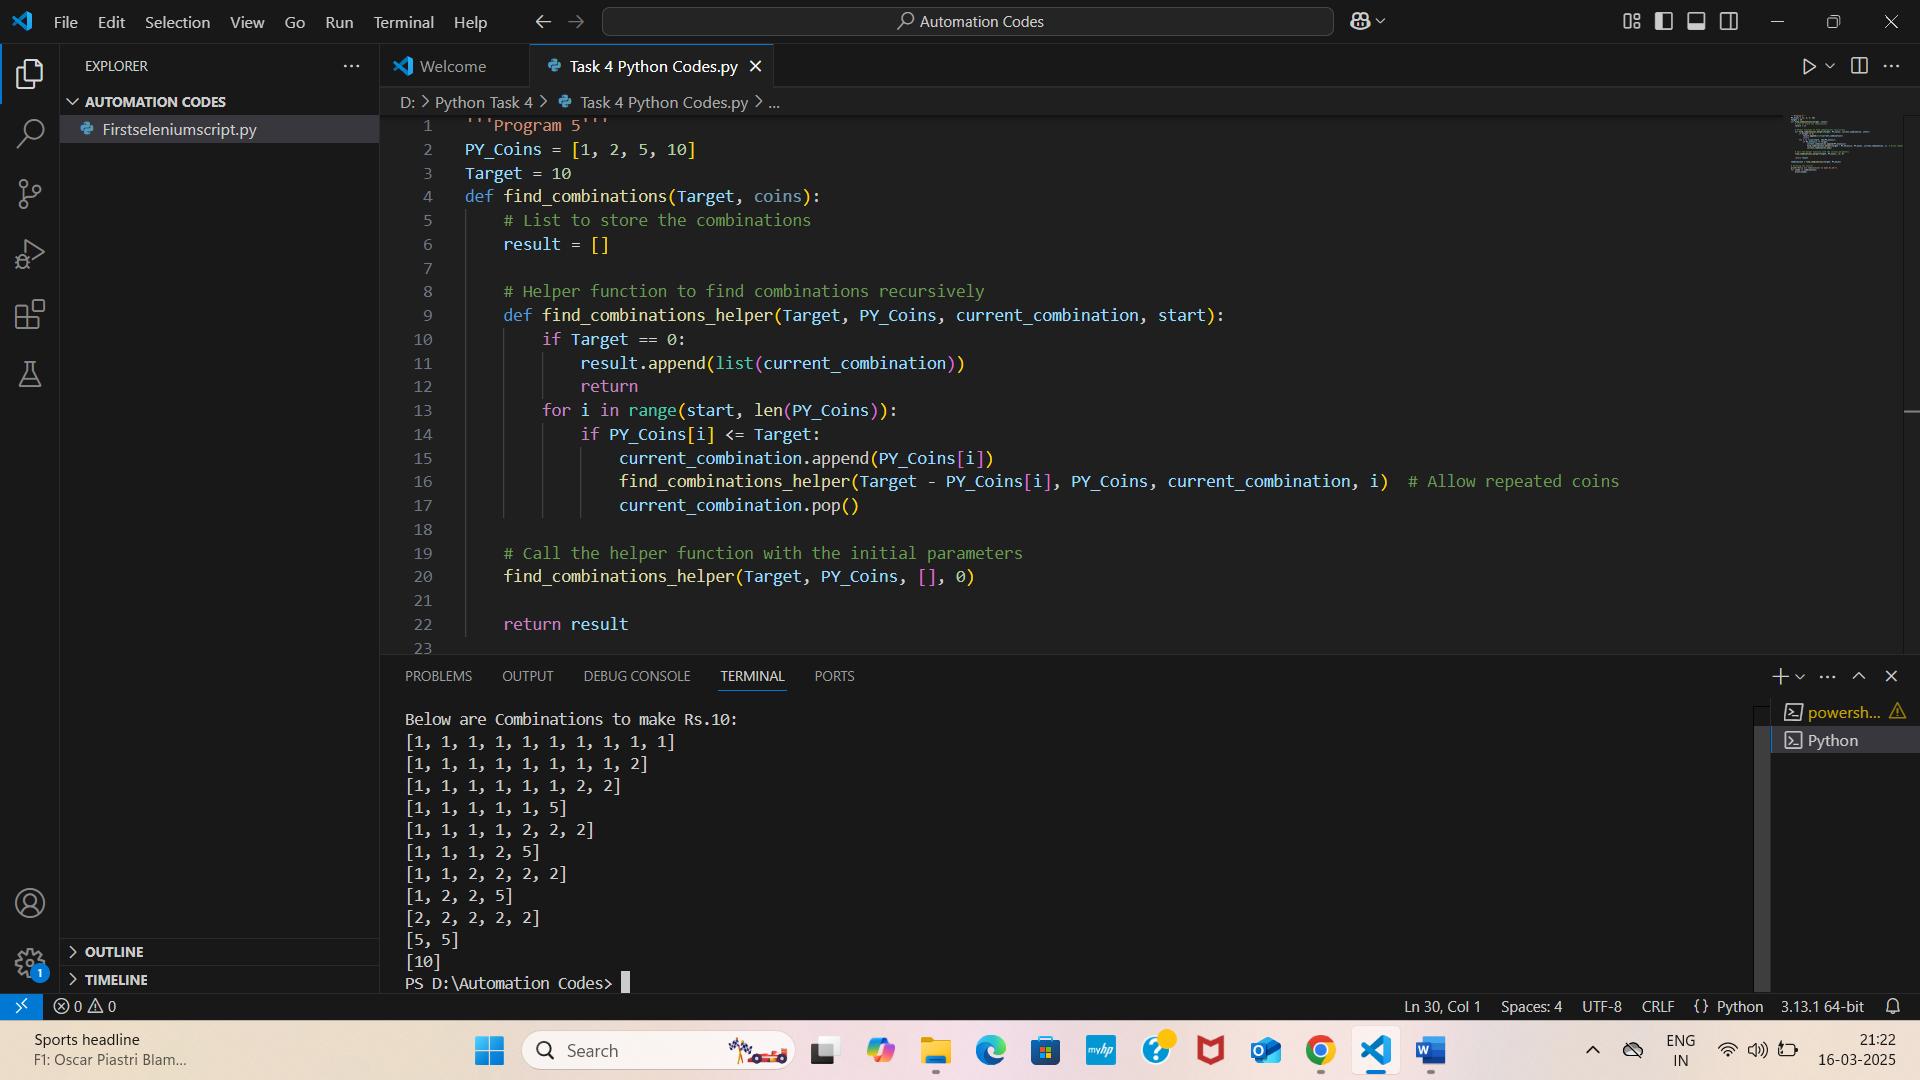 File Edit Selection View Go Run Terminal Help
Automation Codes
EXPLORER
AUTOMATION CODES
Firstseleniumscript.py
OUTLINE
TIMELINE
Welcome
Task 4 Python Codes.py
D: > Python Task 4 > Task 4 Python Codes.py > ...
1 '''Program 5'''
2 PY_Coins = [1, 2, 5, 10]
3 Target = 10
4 def find_combinations(Target, coins):
5 # List to store the combinations
6 result = []
7
8 # Helper function to find combinations recursively
9 def find_combinations_helper(Target, PY_Coins, current_combination, start):
10 if Target == 0:
11 result.append(list(current_combination))
12 return
13 for i in range(start, len(PY_Coins)):
14 if PY_Coins[i] <= Target:
15 current_combination.append(PY_Coins[i])
16 find_combinations_helper(Target - PY_Coins[i], PY_Coins, current_combination, i) # Allow repeated coins
17 current_combination.pop()
18
19 # Call the helper function with the initial parameters
20 find_combinations_helper(Target, PY_Coins, [], 0)
21
22 return result
23
PROBLEMS OUTPUT DEBUG CONSOLE TERMINAL PORTS
Below are Combinations to make Rs.10:
[1, 1, 1, 1, 1, 1, 1, 1, 1, 1]
[1, 1, 1, 1, 1, 1, 1, 1, 2]
[1, 1, 1, 1, 1, 1, 2, 2]
[1, 1, 1, 1, 1, 5]
[1, 1, 1, 1, 2, 2, 2]
[1, 1, 1, 2, 5]
[1, 1, 2, 2, 2, 2]
[1, 2, 2, 5]
[2, 2, 2, 2, 2]
[5, 5]
[10]
PS D:\Automation Codes>
powersh...
Python
0 0
Ln 30, Col 1 Spaces: 4 UTF-8 CRLF {} Python 3.13.1 64-bit
1
Sports headline
F1: Oscar Piastri Blam...
Search
myhp
ENG
IN
21:22
16-03-2025